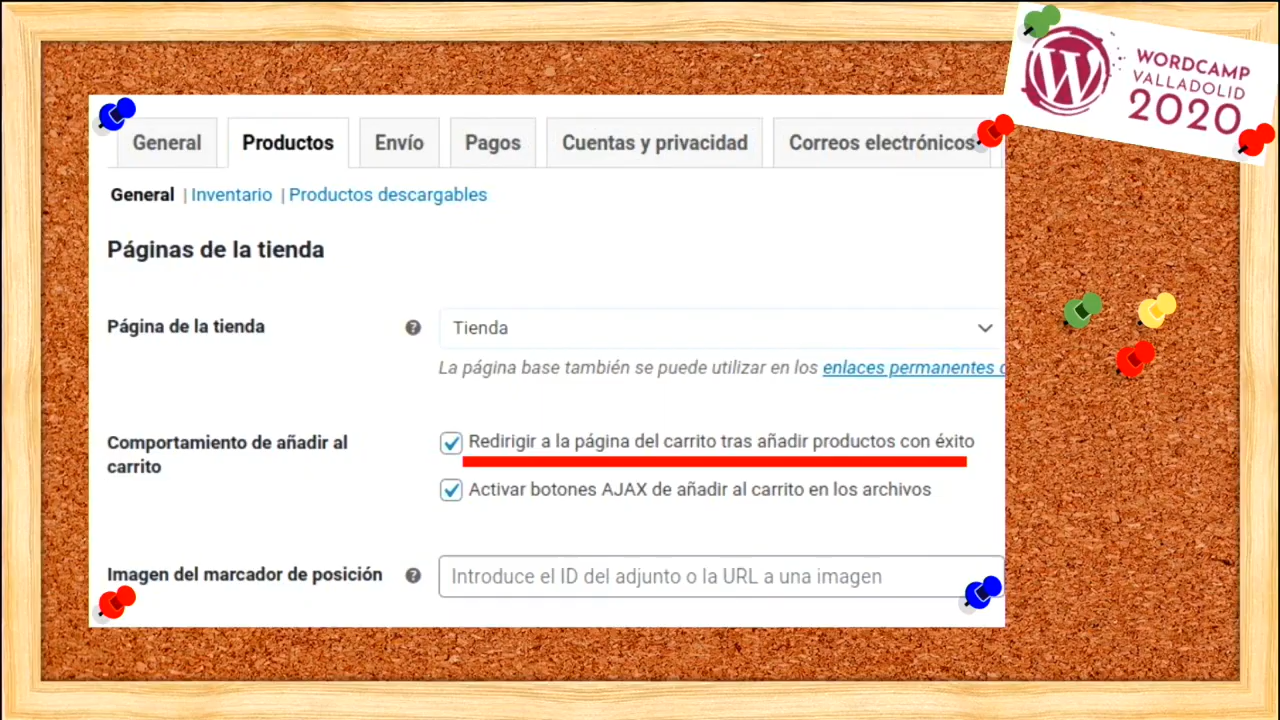 WORDCAMP
VALLADOLID
2020
General
Productos
Envío
Pagos
Cuentas y privacidad
Correos electrónicos
General | Inventario | Productos descargables
Páginas de la tienda
Página de la tienda
Tienda
La página base también se puede utilizar en los enlaces permanentes
Comportamiento de añadir al
carrito
Redirigir a la página del carrito tras añadir productos con éxito
Activar botones AJAX de añadir al carrito en los archivos
Imagen del marcador de posición
Introduce el ID del adjunto o la URL a una imagen